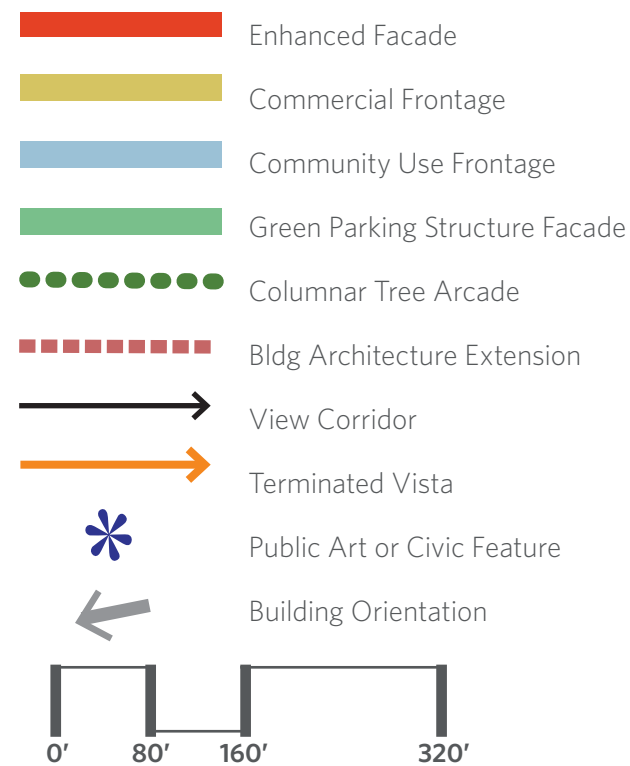 Enhanced Facade
Commercial Frontage
Community Use Frontage
Green Parking Structure Facade
Columnar Tree Arcade
Bldg Architecture Extension
View Corridor
Terminated Vista
Public Art or Civic Feature
Building Orientation
0' 80' 160' 320'